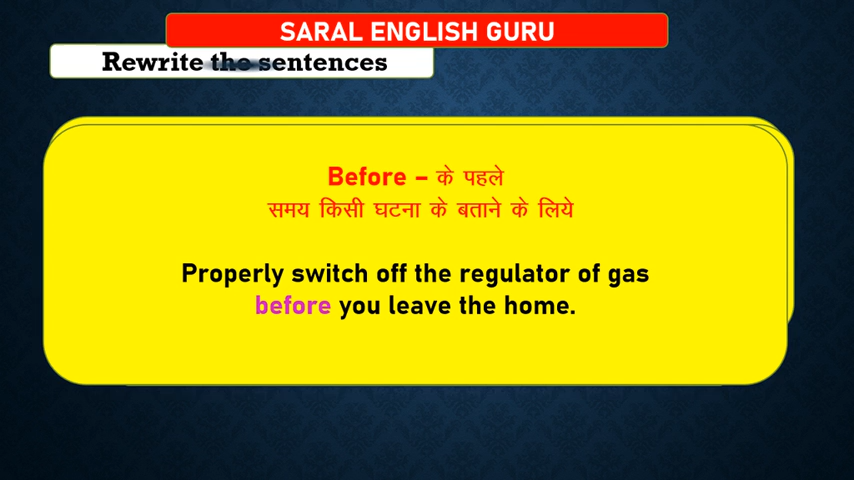 SARAL ENGLISH GURU
Rewrite the sentences
Before – के पहले
समय किसी घटना के बताने के लिये
Properly switch off the regulator of gas
before you leave the home.